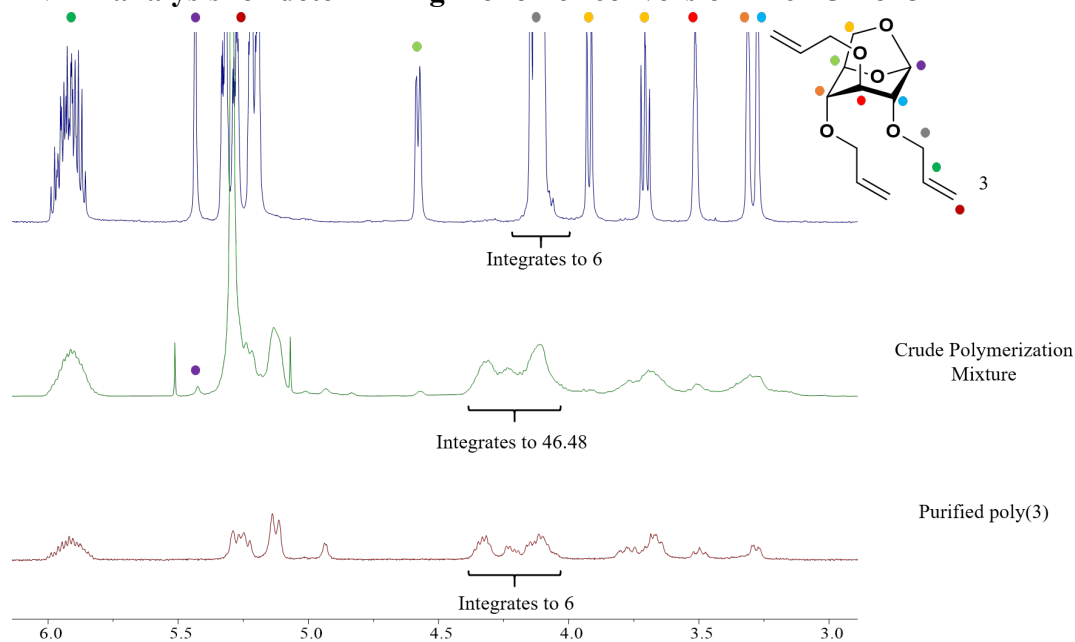 O
O
O
O
O
3
Integrates to 6
Crude Polymerization
Mixture
Integrates to 46.48
Purified poly(3)
Integrates to 6
6.0 5.5 5.0 4.5 4.0 3.5 3.0